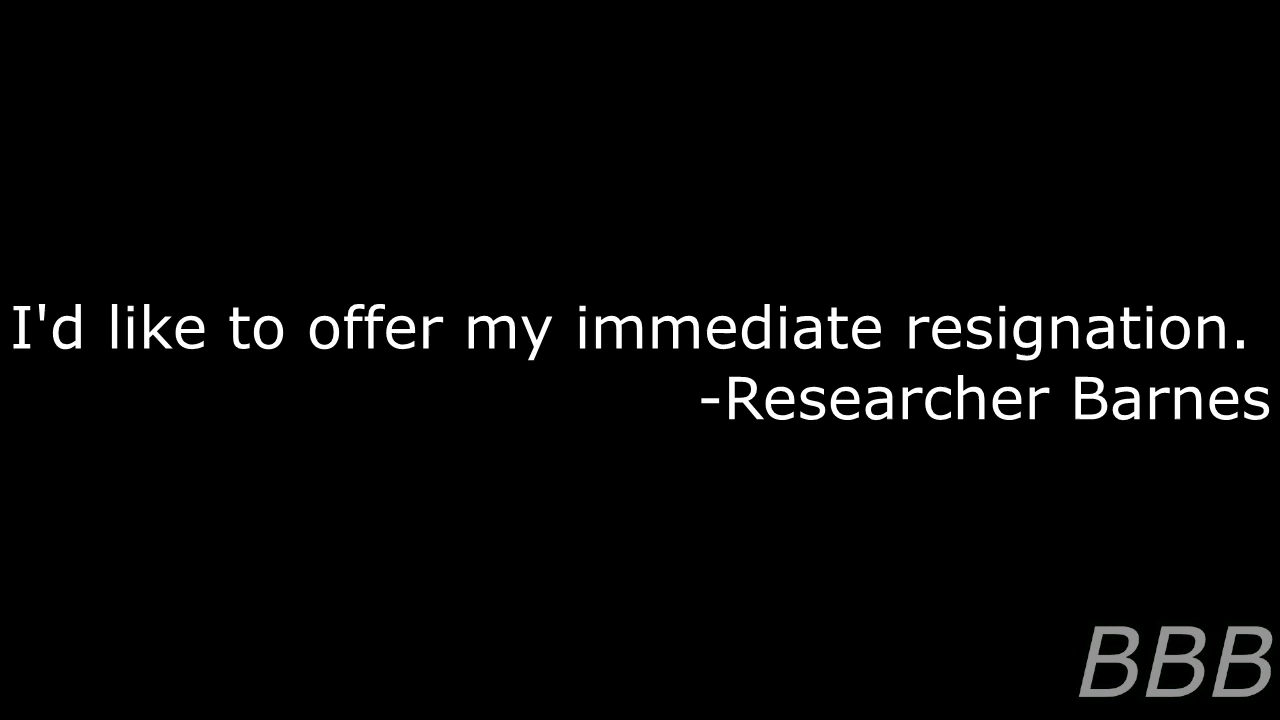 I'd like to offer my immediate resignation.
-Researcher Barnes
BBB